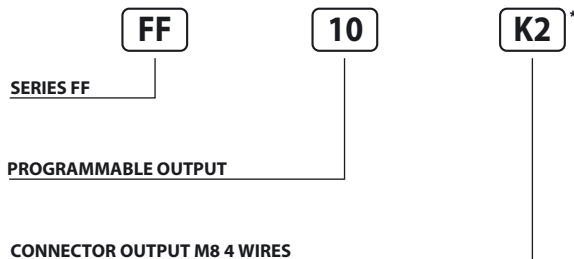 FF 10 K2*
SERIES FF
PROGRAMMABLE OUTPUT
CONNECTOR OUTPUT M8 4 WIRES